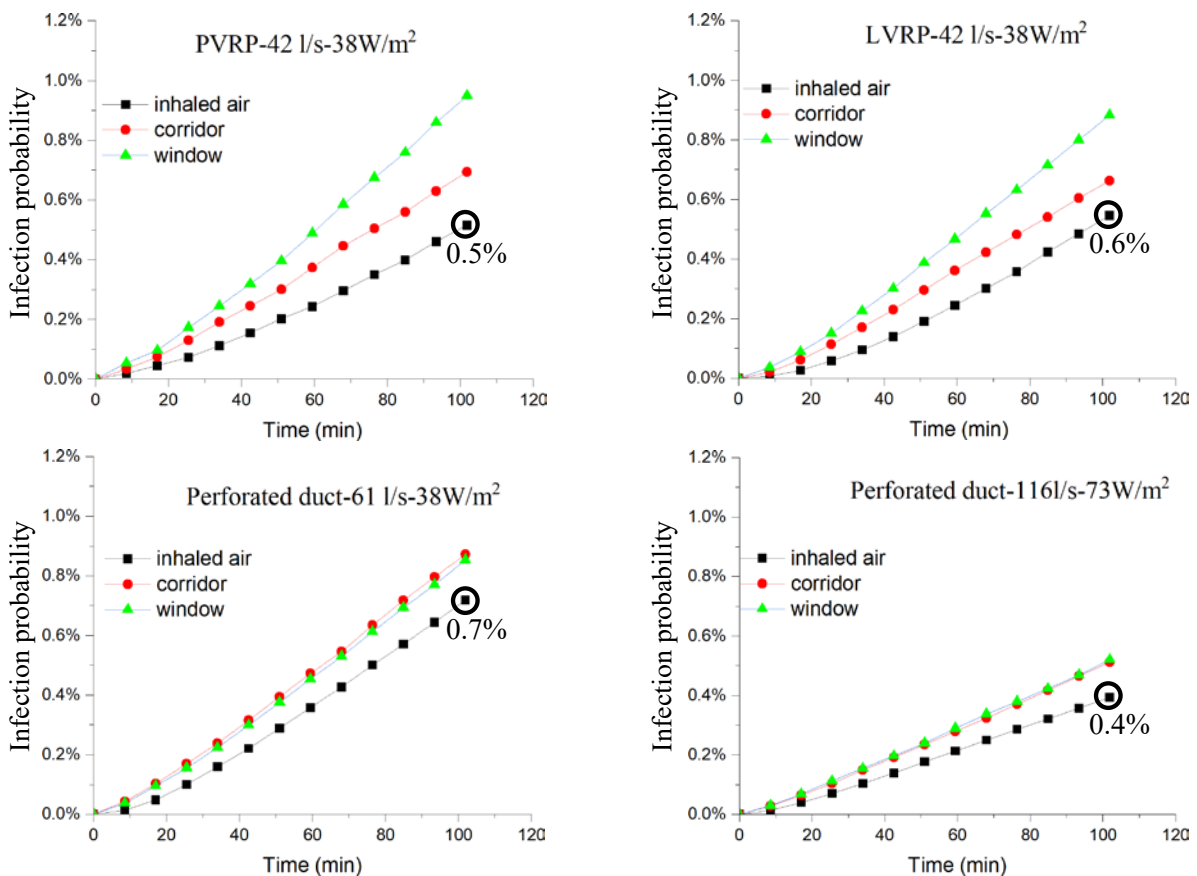 PVRP-42 l/s-38W/m²
Infection probability
1.2%
1.0%
0.8%
0.6%
0.4%
0.2%
0.0%
inhaled air
corridor
window
0.5%
0 20 40 60 80 100 120
Time (min)
LVRP-42 l/s-38W/m²
Infection probability
1.2%
1.0%
0.8%
0.6%
0.4%
0.2%
0.0%
inhaled air
corridor
window
0.6%
0 20 40 60 80 100 120
Time (min)
Perforated duct-61 l/s-38W/m²
Infection probability
1.2%
1.0%
0.8%
0.6%
0.4%
0.2%
0.0%
inhaled air
corridor
window
0.7%
0 20 40 60 80 100 120
Time (min)
Perforated duct-116l/s-73W/m²
Infection probability
1.2%
1.0%
0.8%
0.6%
0.4%
0.2%
0.0%
inhaled air
corridor
window
0.4%
0 20 40 60 80 100 120
Time (min)